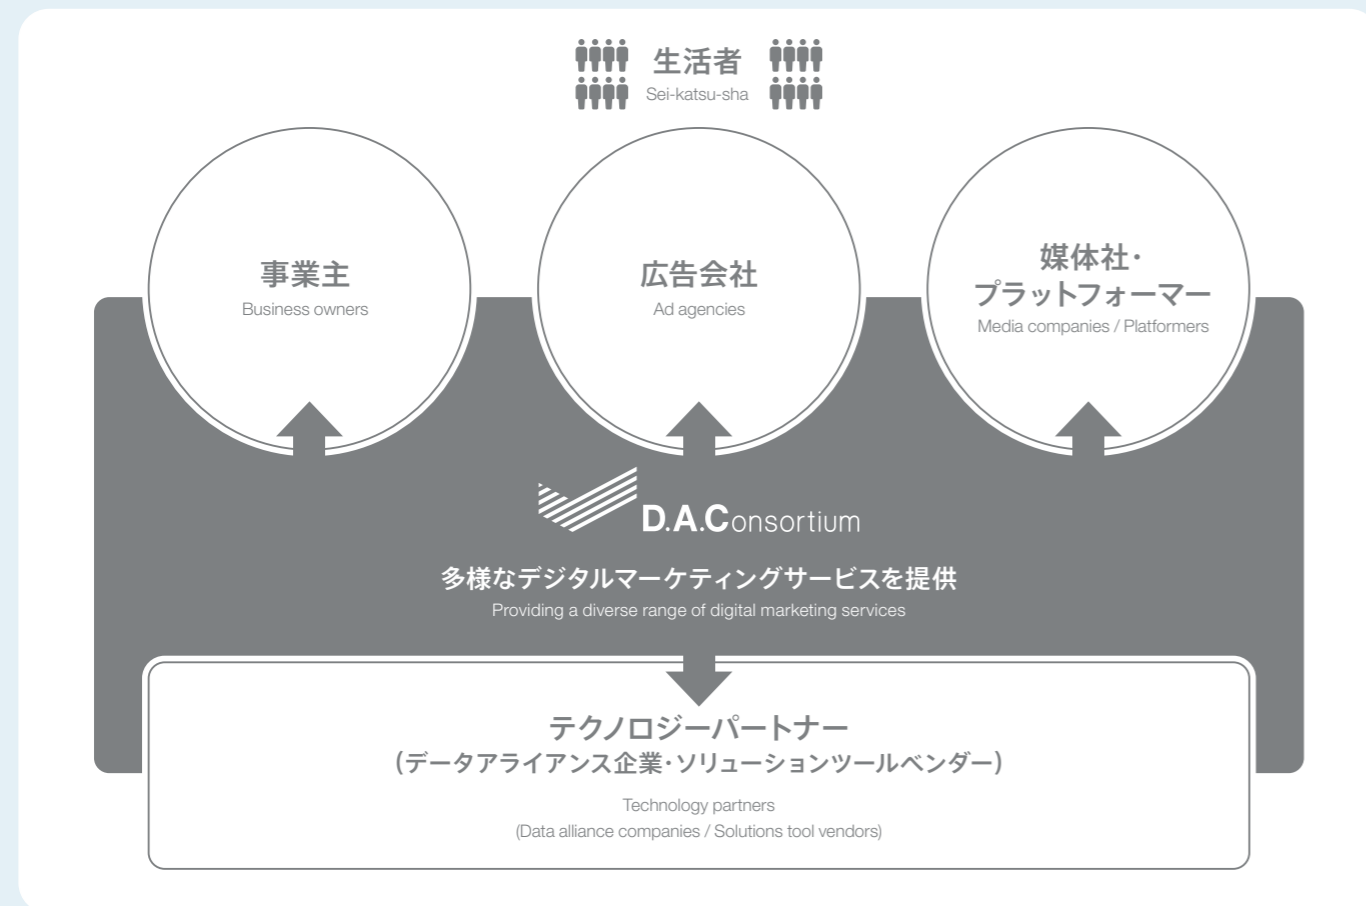 生活者
Sei-katsu-sha
事業主
Business owners
広告会社
Ad agencies
媒体社・
プラットフォーマー
Media companies / Platformers
D.A.Consortium
多様なデジタルマーケティングサービスを提供
Providing a diverse range of digital marketing services
テクノロジーパートナー
(データアライアンス企業・ソリューションツールベンダー)
Technology partners
(Data alliance companies / Solutions tool vendors)